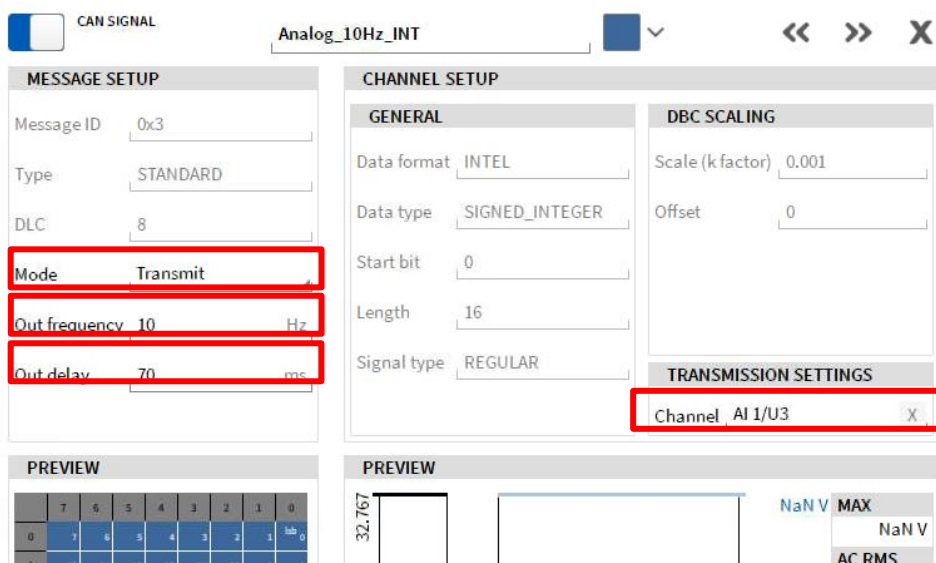 CAN SIGNAL
Analog_10Hz_INT
MESSAGE SETUP
Message ID 0x3
Type STANDARD
DLC 8
Mode Transmit
Out frequency 10 Hz
Out delay 70 ms
CHANNEL SETUP
GENERAL
Data format INTEL
Data type SIGNED_INTEGER
Start bit 0
Length 16
Signal type REGULAR
DBC SCALING
Scale (k factor) 0.001
Offset 0
TRANSMISSION SETTINGS
Channel AI 1/U3 X
PREVIEW
7 6 5 4 3 2 1 0
0 7 6 5 4 3 2 1 lsb 0
PREVIEW
32.767
NaN V
MAX
NaN V
AC RMS